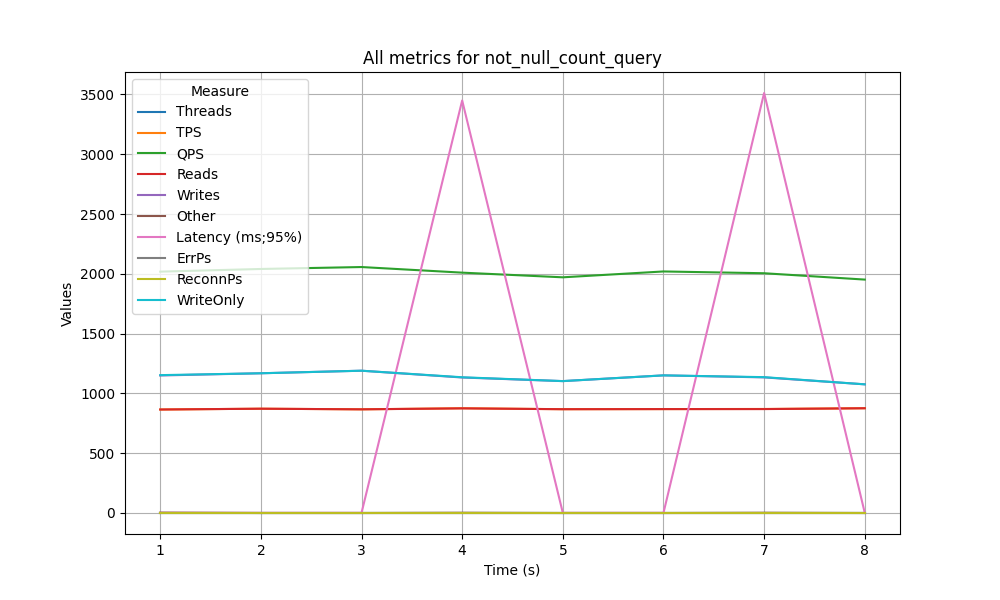 All metrics for not_null_count_query
Measure
Threads
TPS
QPS
Reads
Writes
Other
Latency (ms;95%)
ErrPs
ReconnPs
WriteOnly
Values
3500
3000
2500
2000
1500
1000
500
0
1 2 3 4 5 6 7 8
Time (s)